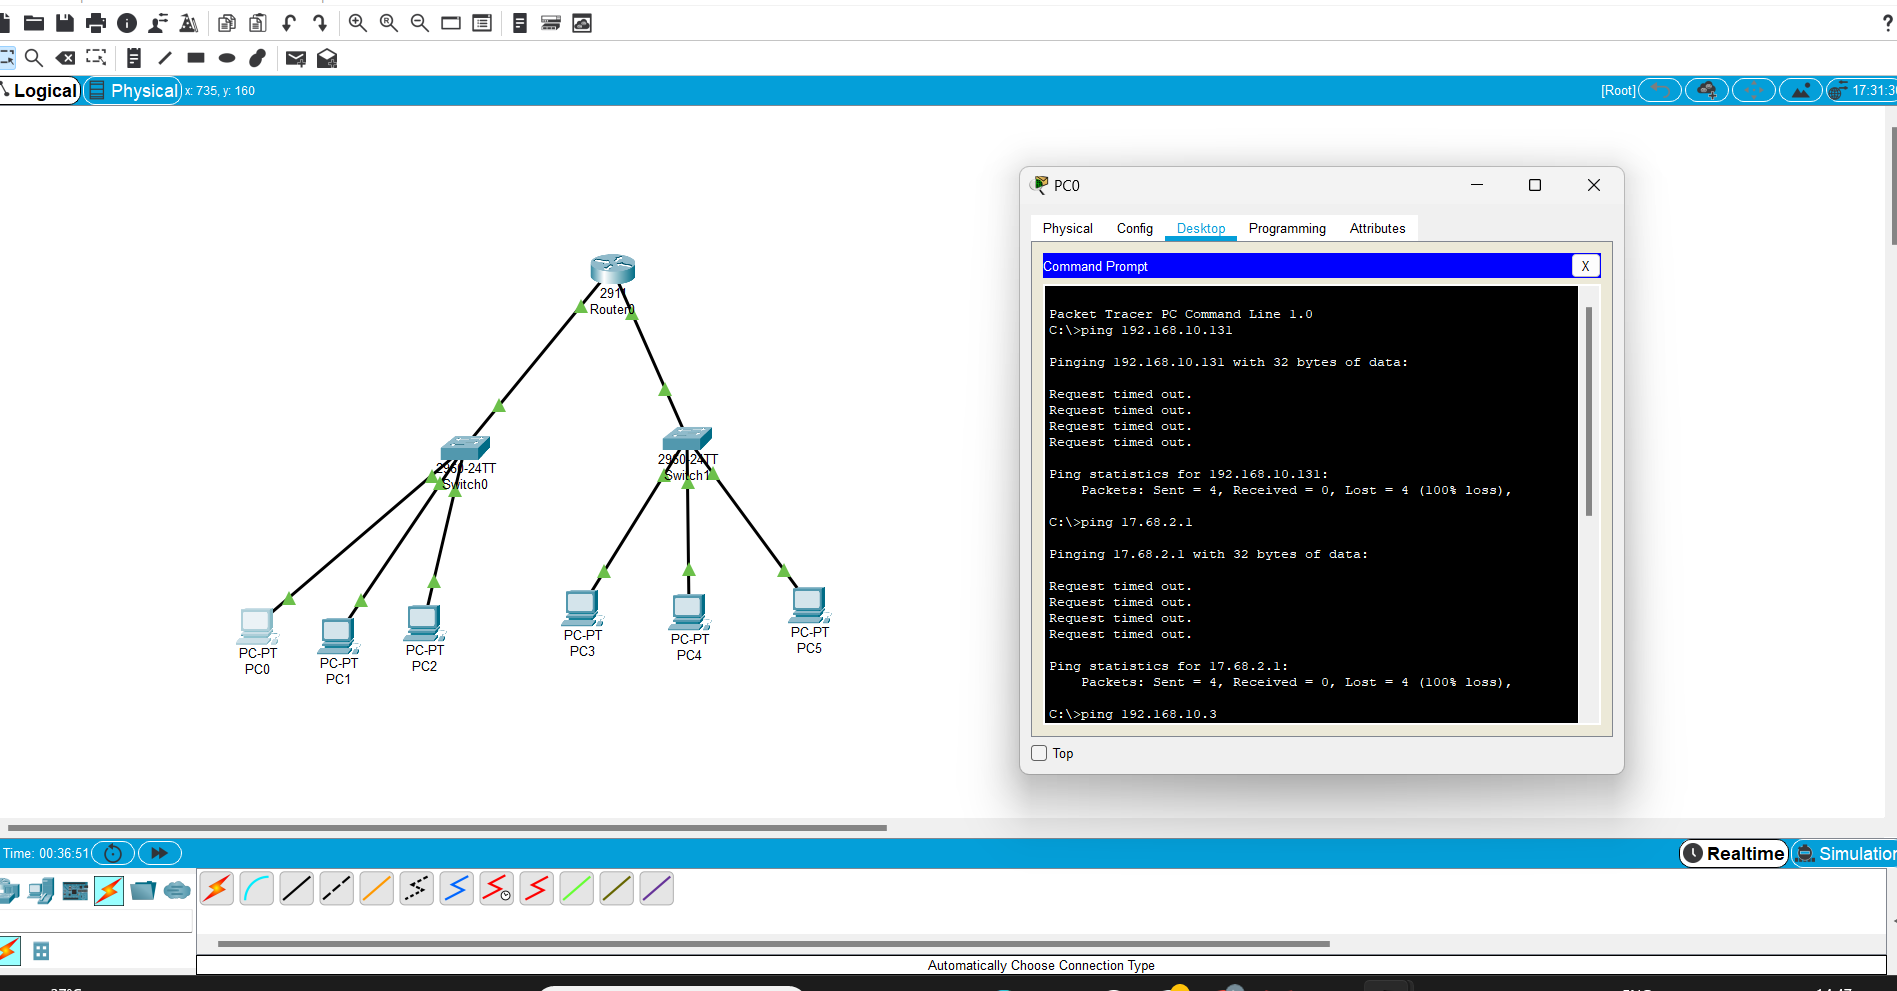 ?
Logical
Physical
x: 735, y: 160
[Root]
17:31:3
PC0
Physical
Config
Desktop
Programming
Attributes
Command Prompt
X
Packet Tracer PC Command Line 1.0
C:\>ping 192.168.10.131
Pinging 192.168.10.131 with 32 bytes of data:
Request timed out.
Request timed out.
Request timed out.
Request timed out.
Ping statistics for 192.168.10.131:
Packets: Sent = 4, Received = 0, Lost = 4 (100% loss),
C:\>ping 17.68.2.1
Pinging 17.68.2.1 with 32 bytes of data:
Request timed out.
Request timed out.
Request timed out.
Request timed out.
Ping statistics for 17.68.2.1:
Packets: Sent = 4, Received = 0, Lost = 4 (100% loss),
C:\>ping 192.168.10.3
Top
2911
Router0
2960-24TT
Switch0
2960-24TT
Switch1
PC-PT
PC0
PC-PT
PC1
PC-PT
PC2
PC-PT
PC3
PC-PT
PC4
PC-PT
PC5
Time: 00:36:51
Realtime
Simulation
Automatically Choose Connection Type